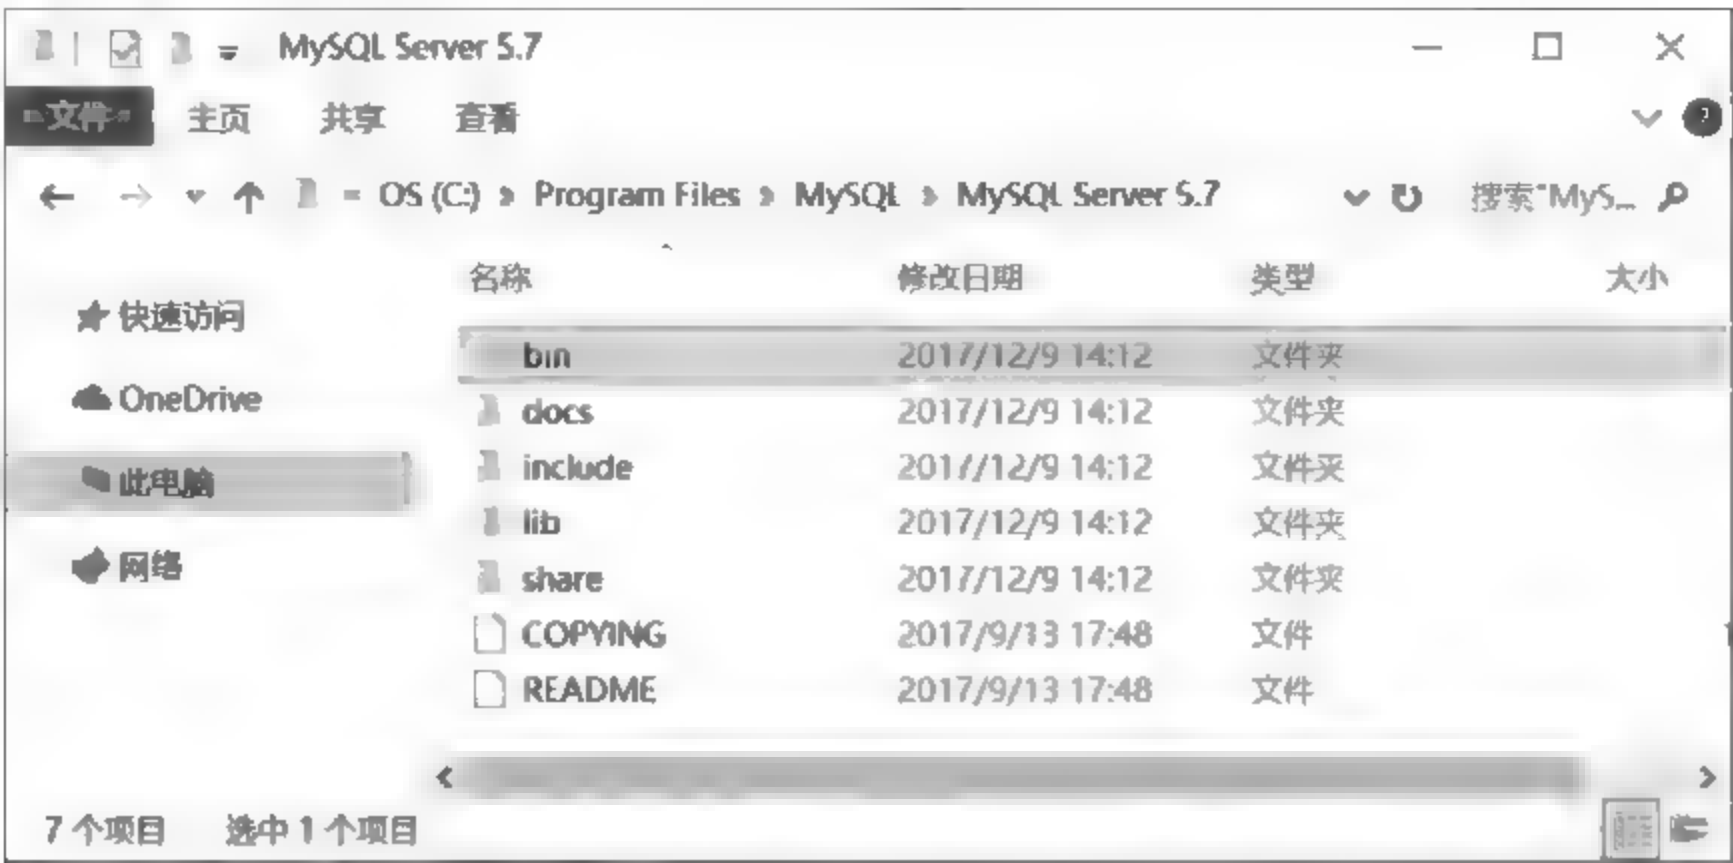 MySQL Server 5.7
文件 主页 共享 查看
OS (C:) Program Files MySQL MySQL Server 5.7 搜索"MyS...
名称 修改日期 类型 大小
快速访问
bin 2017/12/9 14:12 文件夹
OneDrive
docs 2017/12/9 14:12 文件夹
此电脑
include 2017/12/9 14:12 文件夹
lib 2017/12/9 14:12 文件夹
网络
share 2017/12/9 14:12 文件夹
COPYING 2017/9/13 17:48 文件
README 2017/9/13 17:48 文件
7 个项目 选中 1 个项目